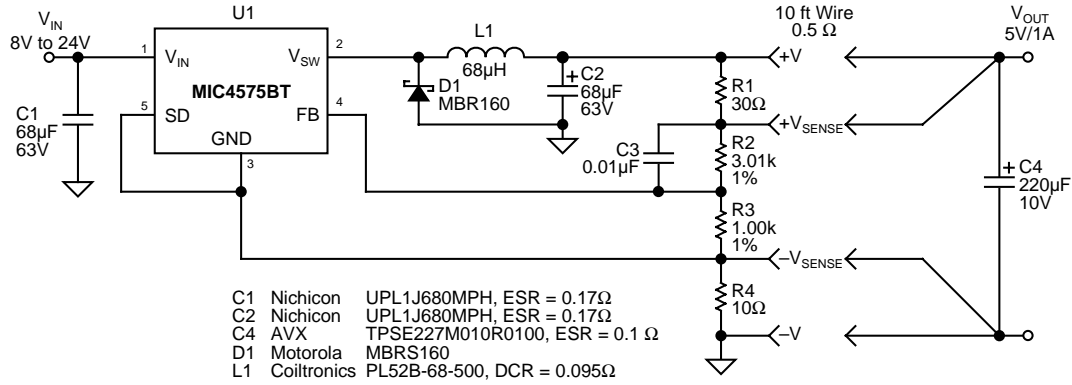 V_IN
8V to 24V
U1
1
V_IN
V_SW
2
MIC4575BT
5
SD
FB
4
GND
3
C1
68µF
63V
L1
68µH
D1
MBR160
C2
68µF
63V
+
C3
0.01µF
10 ft Wire
0.5 Ω
+V
R1
30Ω
+V_SENSE
R2
3.01k
1%
R3
1.00k
1%
–V_SENSE
R4
10Ω
–V
V_OUT
5V/1A
+
C4
220µF
10V
C1 Nichicon UPL1J680MPH, ESR = 0.17Ω
C2 Nichicon UPL1J680MPH, ESR = 0.17Ω
C4 AVX TPSE227M010R0100, ESR = 0.1 Ω
D1 Motorola MBRS160
L1 Coiltronics PL52B-68-500, DCR = 0.095Ω